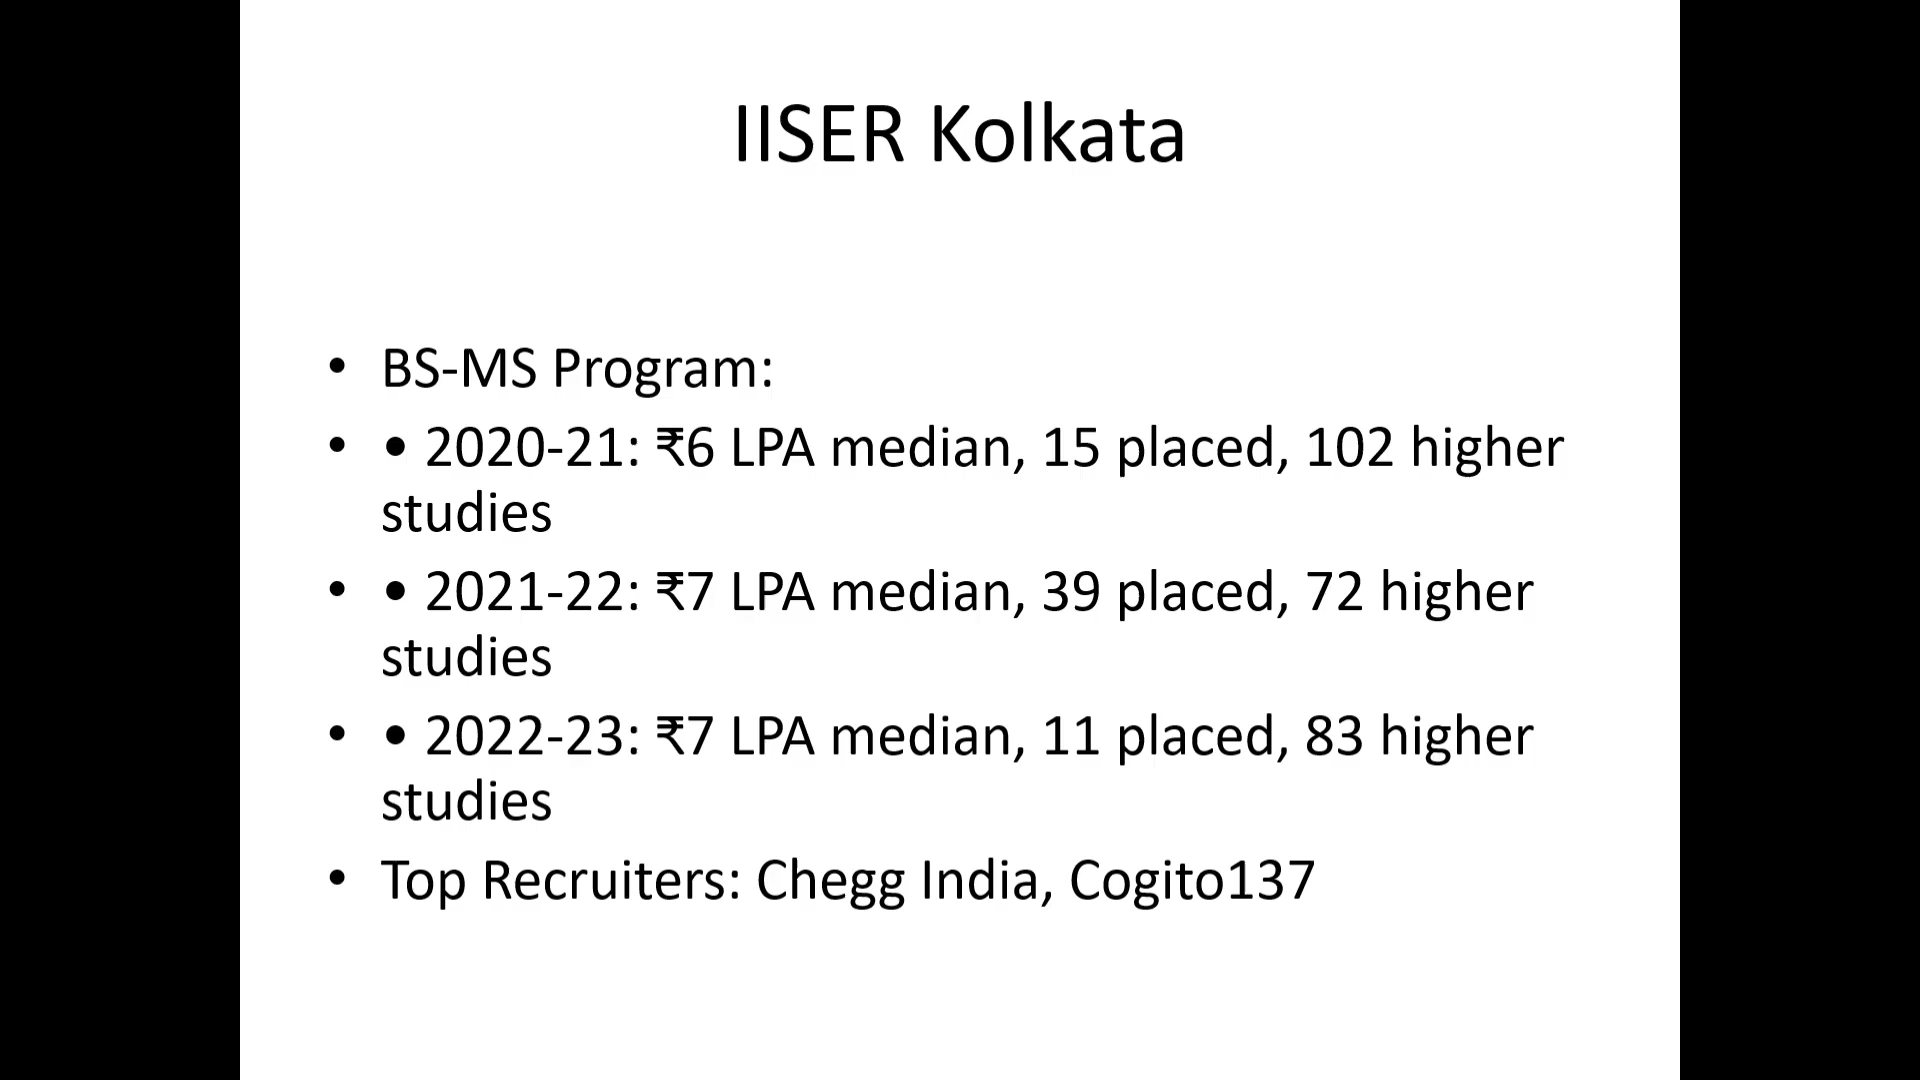 IISER Kolkata
• BS-MS Program:
• • 2020-21: ₹6 LPA median, 15 placed, 102 higher
studies
• • 2021-22: ₹7 LPA median, 39 placed, 72 higher
studies
• • 2022-23: ₹7 LPA median, 11 placed, 83 higher
studies
• Top Recruiters: Chegg India, Cogito137